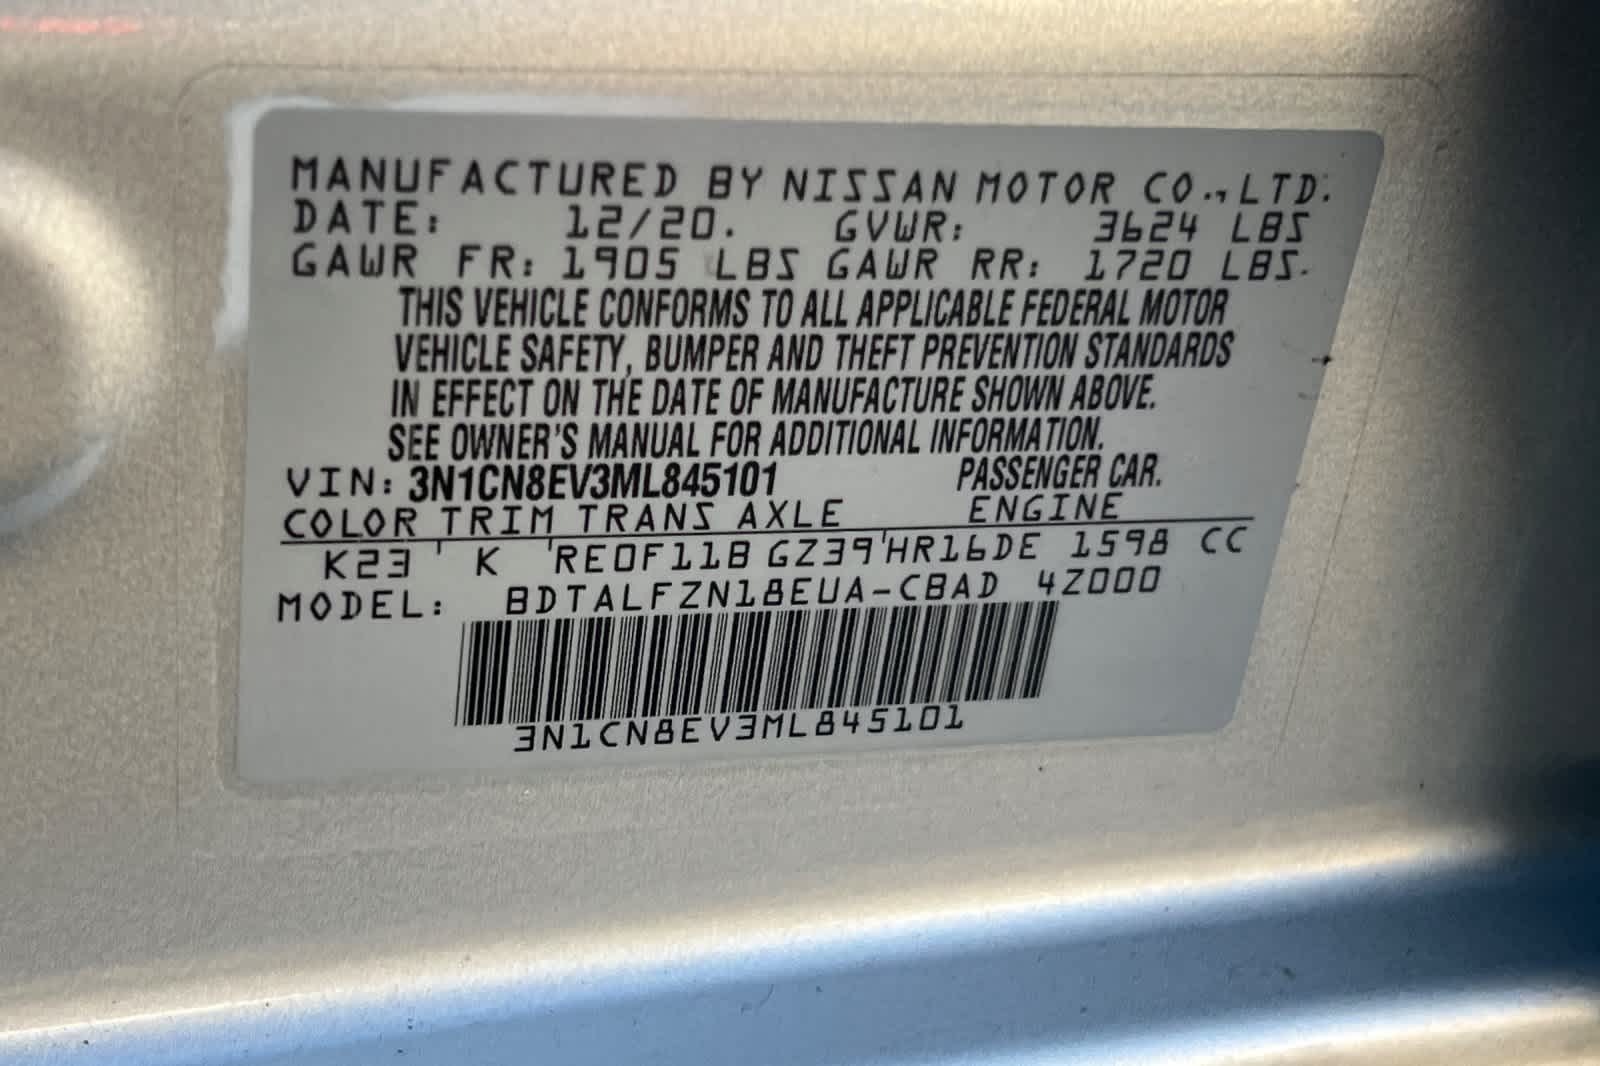 MANUFACTURED BY NISSAN MOTOR CO., LTD.
DATE: 12/20. GVWR: 3624 LBS
GAWR FR: 1905 LBS GAWR RR: 1720 LBS.
THIS VEHICLE CONFORMS TO ALL APPLICABLE FEDERAL MOTOR
VEHICLE SAFETY, BUMPER AND THEFT PREVENTION STANDARDS
IN EFFECT ON THE DATE OF MANUFACTURE SHOWN ABOVE.
SEE OWNER'S MANUAL FOR ADDITIONAL INFORMATION.
VIN: 3N1CN8EV3ML845101 PASSENGER CAR.
COLOR TRIM TRANS AXLE ENGINE
K23 K RE0F11B GZ39 HR16DE 1598 CC
MODEL: BDTALFZN18EUA-CBAD 4Z000
3N1CN8EV3ML845101